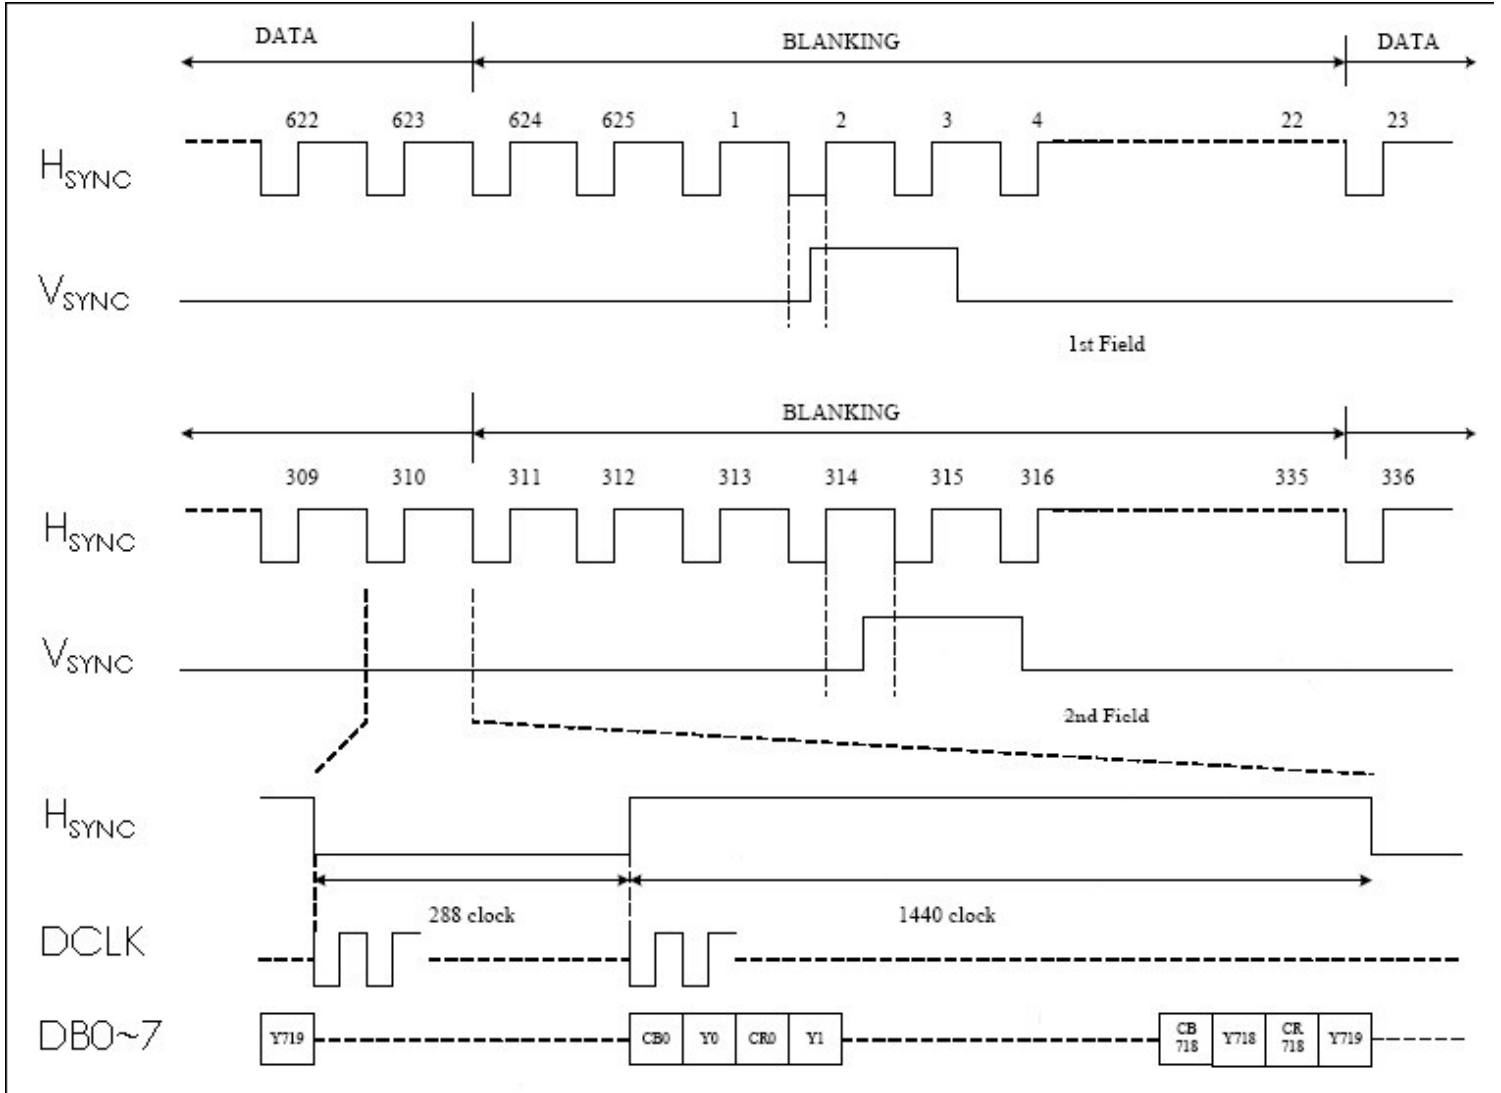 DATA BLANKING DATA
622 623 624 625 1 2 3 4 22 23
HSYNC
VSYNC
1st Field
BLANKING
309 310 311 312 313 314 315 316 335 336
HSYNC
VSYNC
2nd Field
HSYNC
288 clock 1440 clock
DCLK
DB0~7 Y719 CB0 Y0 CR0 Y1 CB 718 Y718 CR 718 Y719